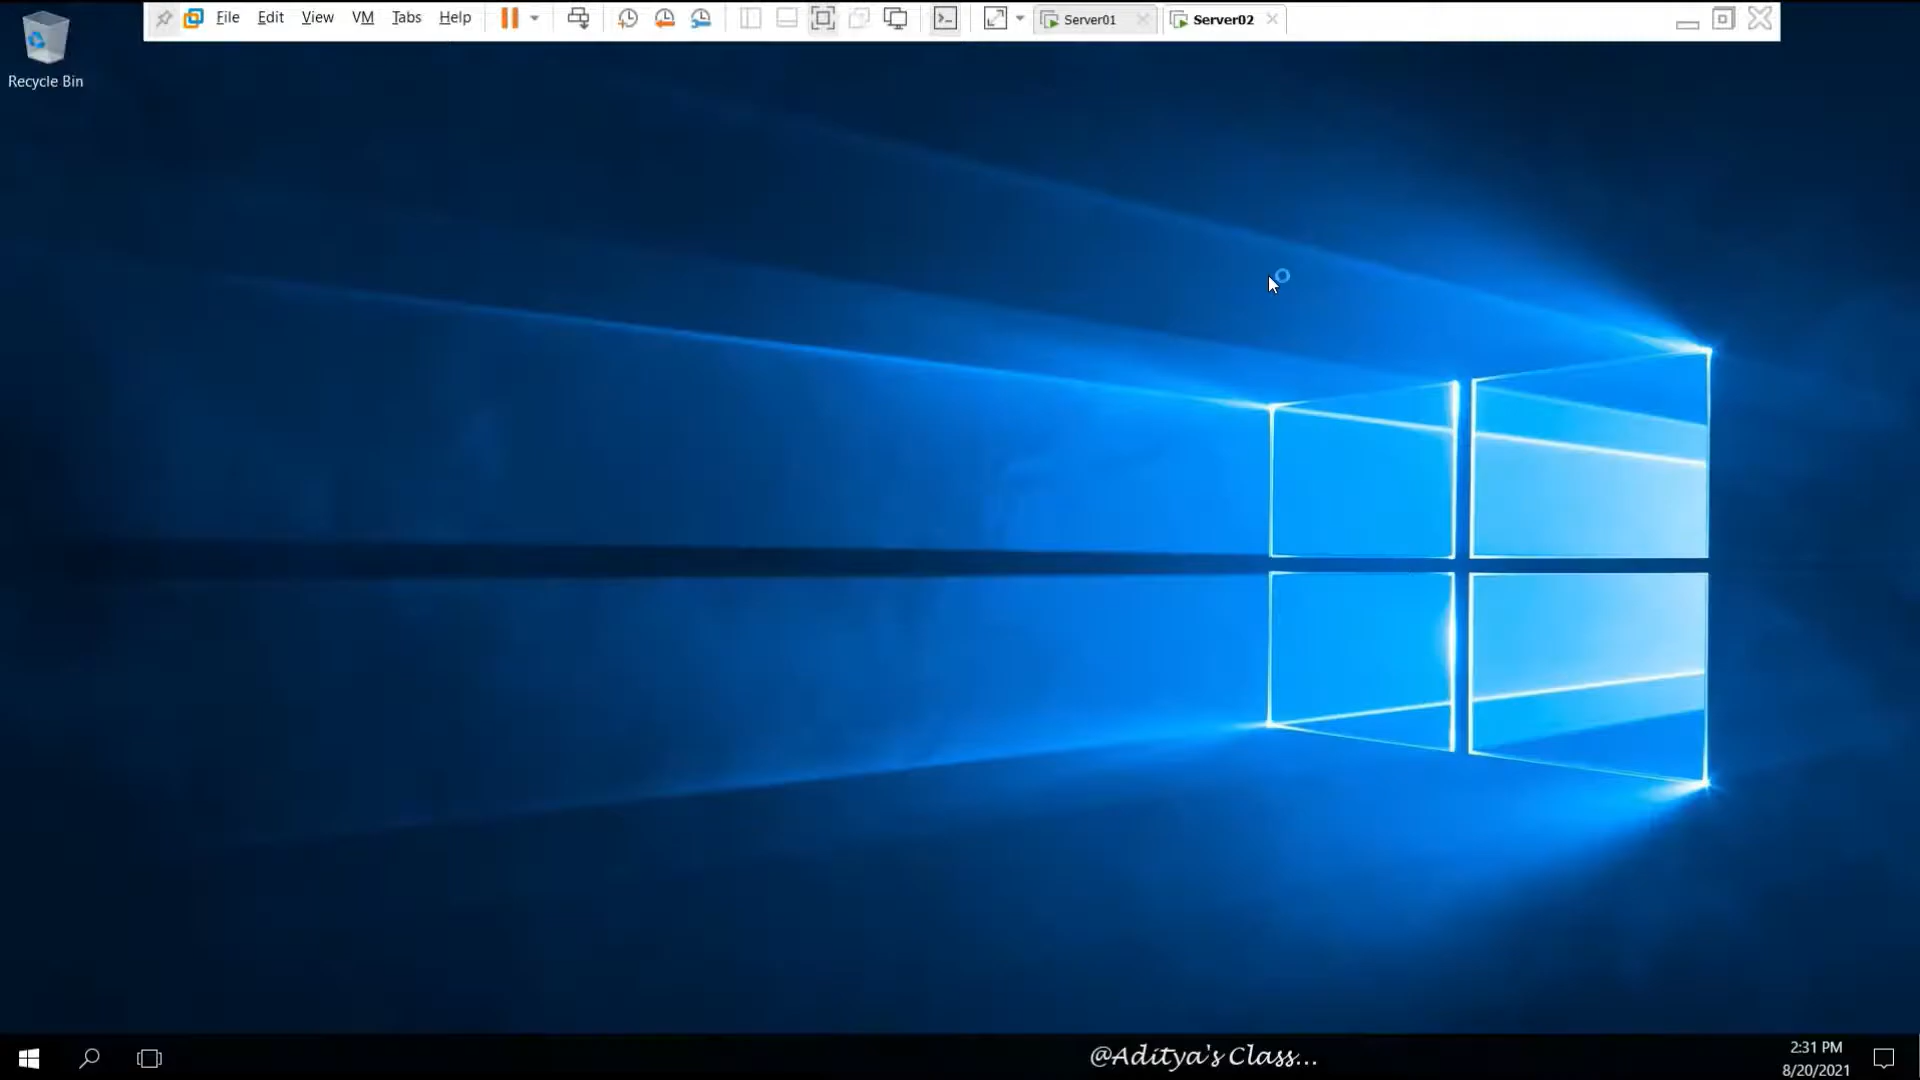 File Edit View VM Tabs Help Server01 Server02
Recycle Bin
@Aditya's Class...
2:31 PM
8/20/2021